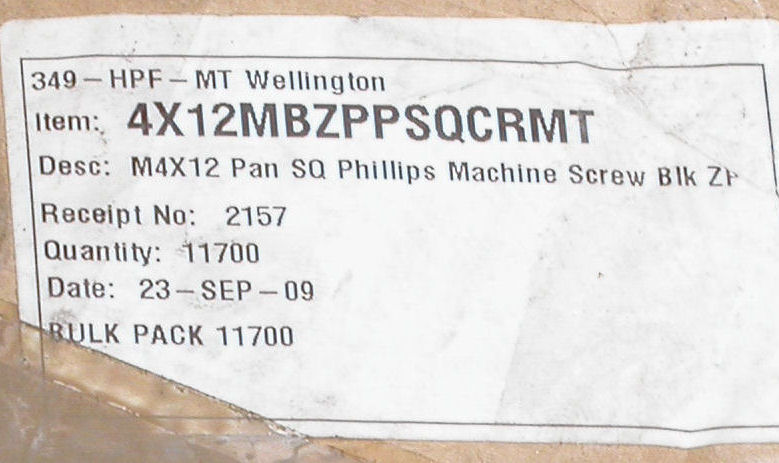 349-HPF-MT Wellington
Item: 4X12MBZPPSQCRMT
Desc: M4X12 Pan SQ Phillips Machine Screw Blk ZP
Receipt No: 2157
Quantity: 11700
Date: 23-SEP-09
BULK PACK 11700